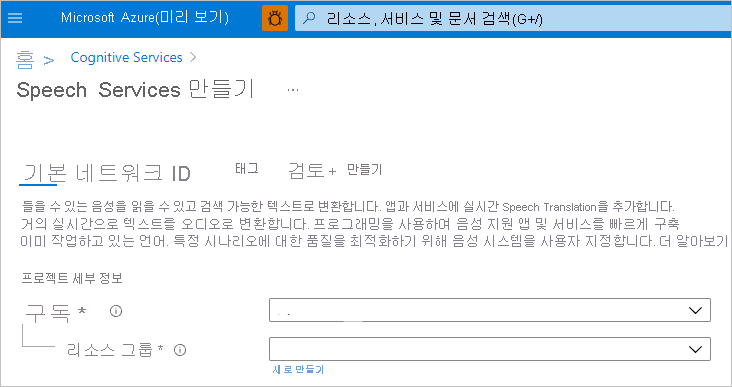 Microsoft Azure(미리 보기) 리소스, 서비스 및 문서 검색(G+/)
홈 > Cognitive Services >
Speech Services 만들기 ...
기본 네트워크 ID 태그 검토 + 만들기
들을 수 있는 음성을 읽을 수 있고 검색 가능한 텍스트로 변환합니다. 앱과 서비스에 실시간 Speech Translation을 추가합니다.
거의 실시간으로 텍스트를 오디오로 변환합니다. 프로그래밍을 사용하여 음성 지원 앱 및 서비스를 빠르게 구축
이미 작업하고 있는 언어. 특정 시나리오에 대한 품질을 최적화하기 위해 음성 시스템을 사용자 지정합니다. 더 알아보기
프로젝트 세부 정보
구독 *
리소스 그룹 *
새로 만들기